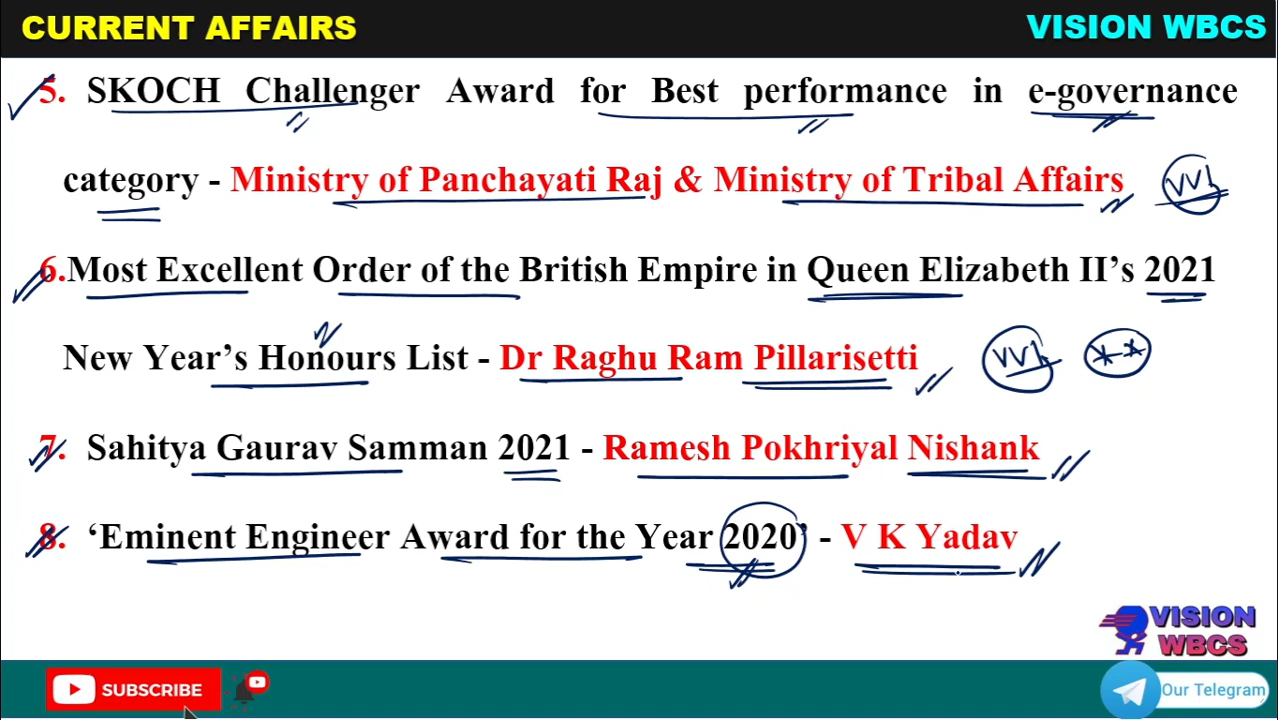 CURRENT AFFAIRS
VISION WBCS
5. SKOCH Challenger Award for Best performance in e-governance
category - Ministry of Panchayati Raj & Ministry of Tribal Affairs
6.Most Excellent Order of the British Empire in Queen Elizabeth II's 2021
New Year's Honours List - Dr Raghu Ram Pillarisetti
7. Sahitya Gaurav Samman 2021 - Ramesh Pokhriyal Nishank
8. 'Eminent Engineer Award for the Year 2020' - V K Yadav
VISION
WBCS
SUBSCRIBE
Our Telegram